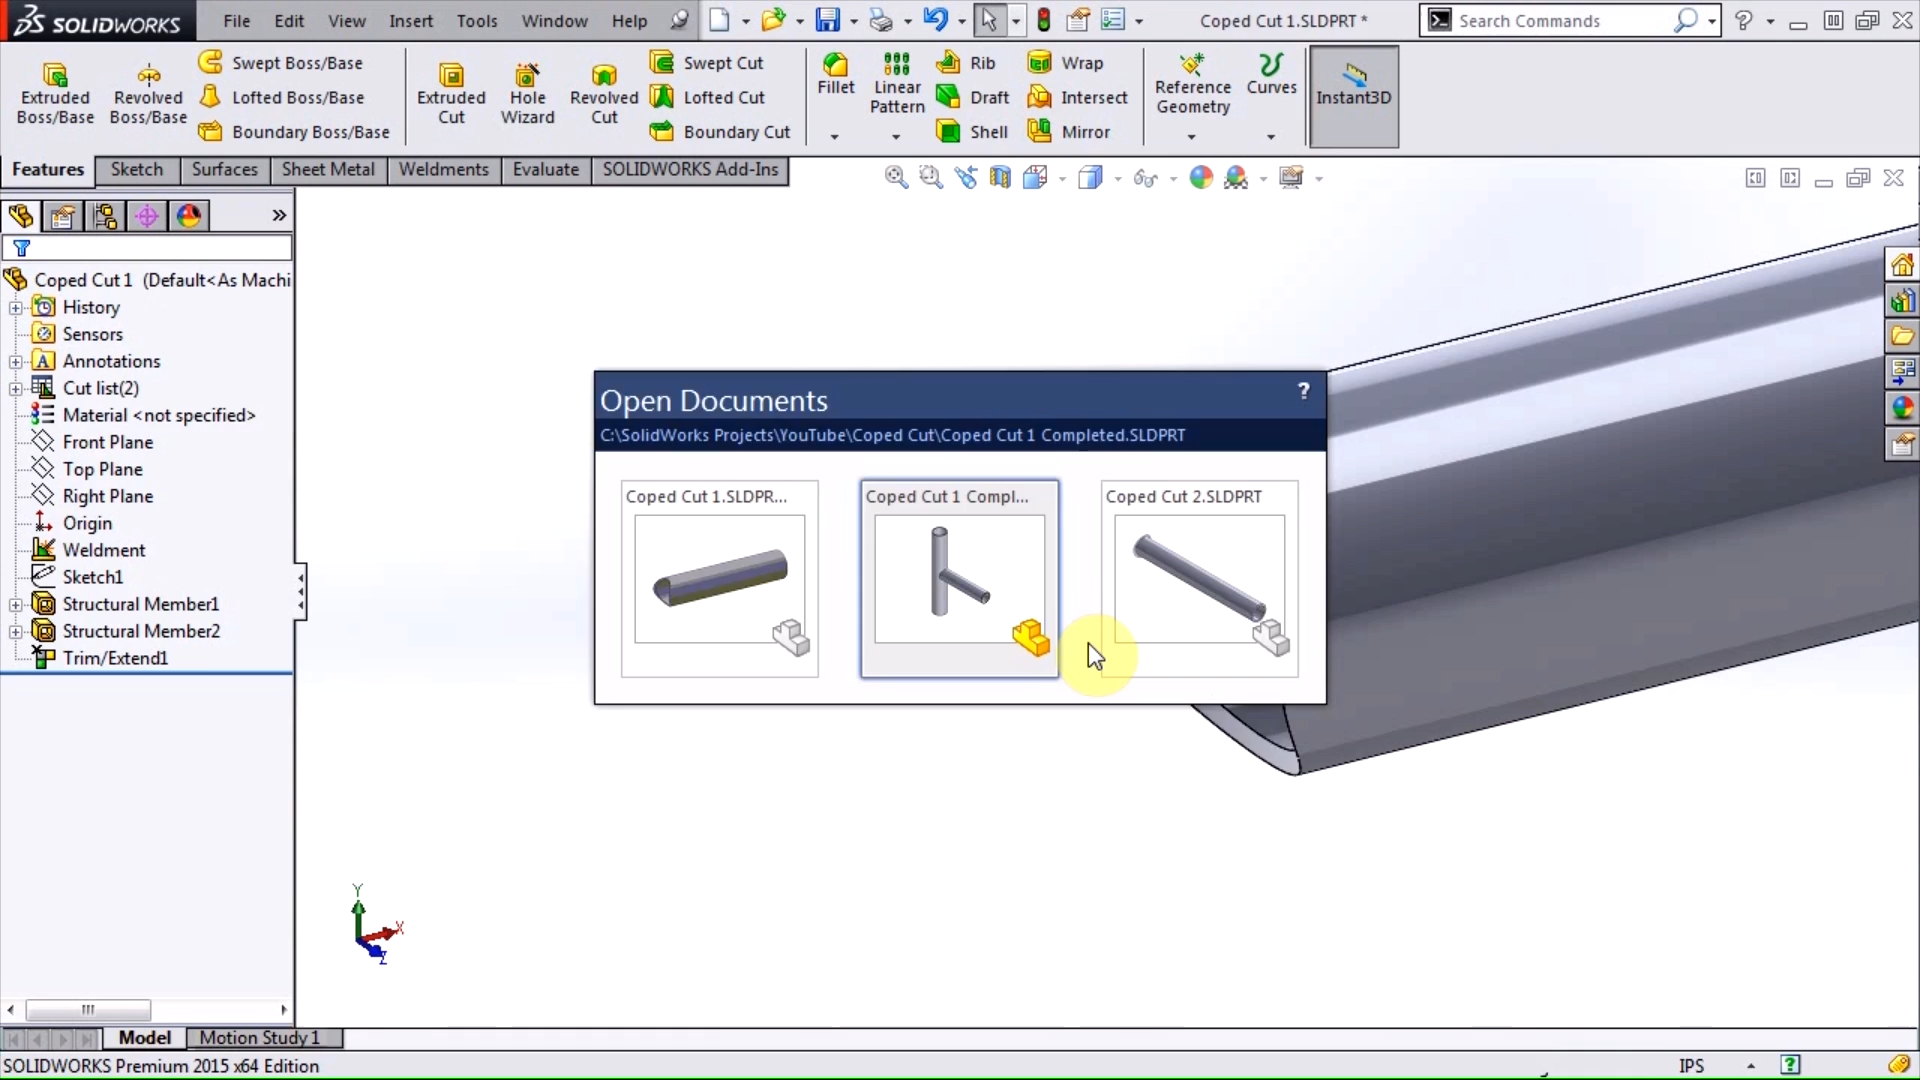 SOLIDWORKS
File Edit View Insert Tools Window Help
Coped Cut 1.SLDPRT *
Search Commands
Extruded Boss/Base
Revolved Boss/Base
Swept Boss/Base
Lofted Boss/Base
Boundary Boss/Base
Extruded Cut
Hole Wizard
Revolved Cut
Swept Cut
Lofted Cut
Boundary Cut
Fillet
Linear Pattern
Rib
Draft
Shell
Wrap
Intersect
Mirror
Reference Geometry
Curves
Instant3D
Features Sketch Surfaces Sheet Metal Weldments Evaluate SOLIDWORKS Add-Ins
Coped Cut 1 (Default<As Machi
History
Sensors
Annotations
Cut list(2)
Material <not specified>
Front Plane
Top Plane
Right Plane
Origin
Weldment
Sketch1
Structural Member1
Structural Member2
Trim/Extend1
Open Documents
?
C:\SolidWorks Projects\YouTube\Coped Cut\Coped Cut 1 Completed.SLDPRT
Coped Cut 1.SLDPR...
Coped Cut 1 Compl...
Coped Cut 2.SLDPRT
Y
X
Z
Model Motion Study 1
SOLIDWORKS Premium 2015 x64 Edition
IPS